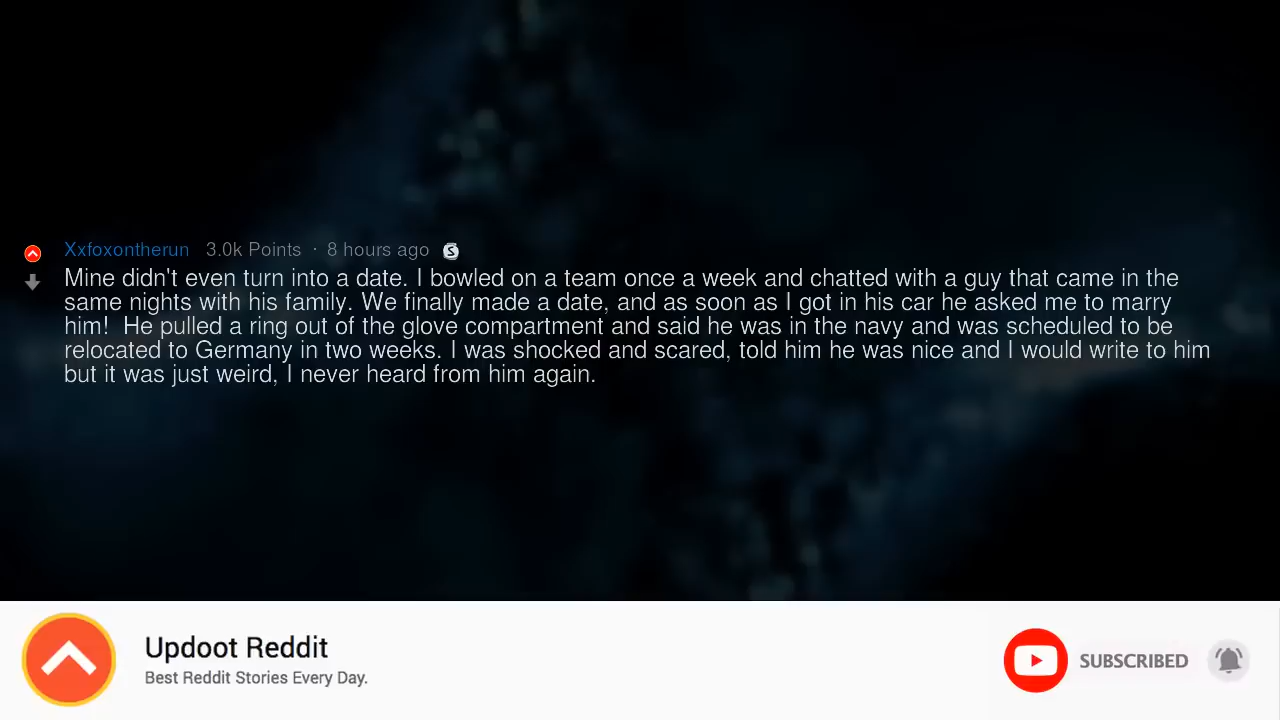 Xxfoxontherun 3.0k Points · 8 hours ago
Mine didn't even turn into a date. I bowled on a team once a week and chatted with a guy that came in the
same nights with his family. We finally made a date, and as soon as I got in his car he asked me to marry
him!  He pulled a ring out of the glove compartment and said he was in the navy and was scheduled to be
relocated to Germany in two weeks. I was shocked and scared, told him he was nice and I would write to him
but it was just weird, I never heard from him again.
Updoot Reddit
Best Reddit Stories Every Day.
SUBSCRIBED